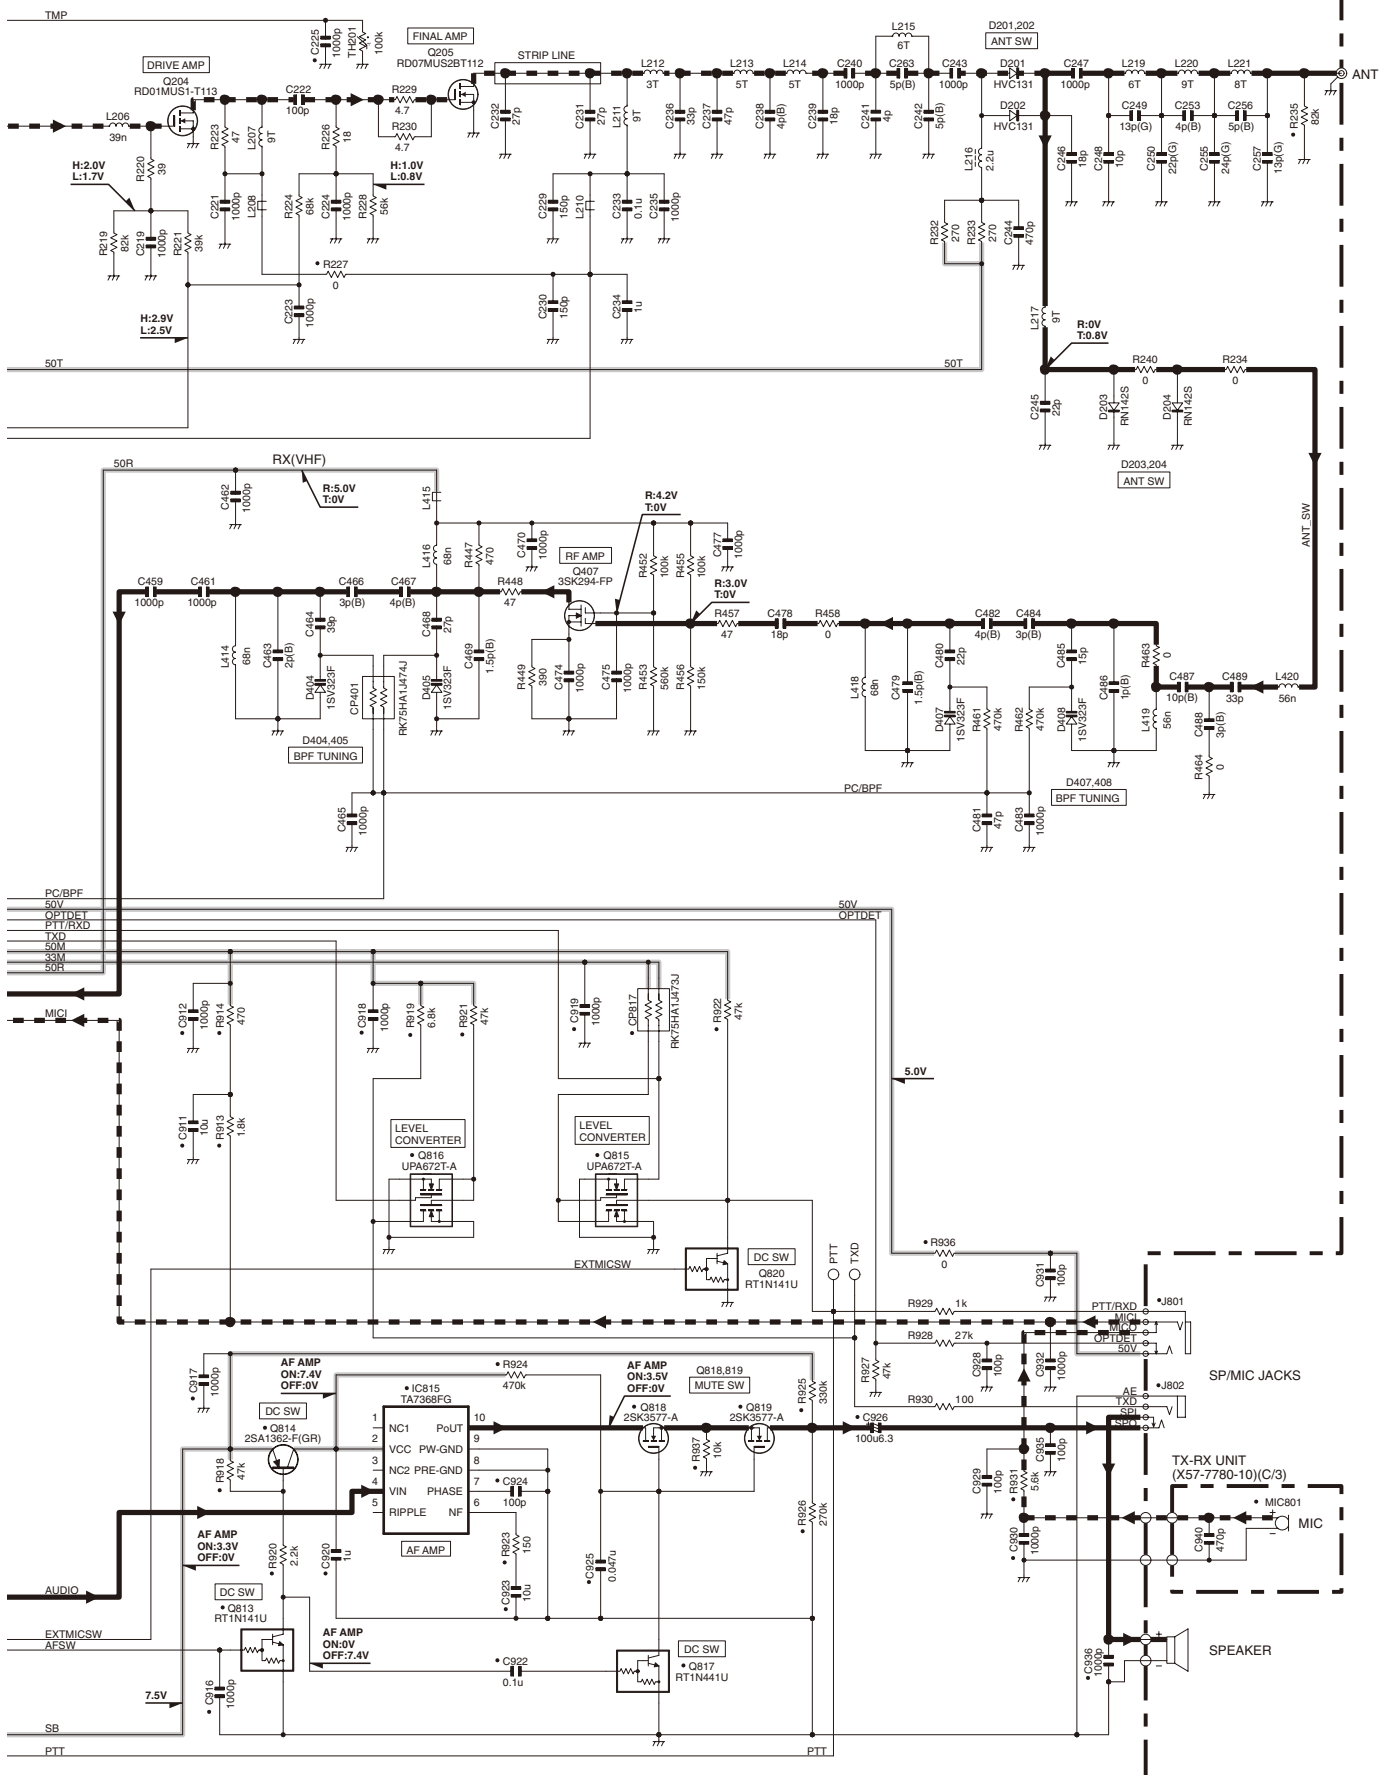 TMP
C225
1000p
TH201
100k
DRIVE AMP
Q204
RD01MUS1-T113
FINAL AMP
Q205
RD07MUS2BT112
STRIP LINE
L215
6T
D201,202
ANT SW
L206
39n
C222
100p
R229
4.7
R230
4.7
L212
3T
L213
5T
L214
5T
C240
1000p
C263
5p(B)
C243
1000p
D201
HVC131
D202
HVC131
C247
1000p
L219
6T
L220
9T
L221
8T
ANT
R223
47
L207
9T
R226
18
C232
27p
C231
27p
L211
9T
C236
33p
C237
47p
C238
4p(B)
C239
18p
C241
4p
C242
5p(B)
C249
13p(G)
C253
4p(B)
C256
5p(B)
R235
82k
H:2.0V
L:1.7V
R220
39
H:1.0V
L:0.8V
L216
2.2u
C246
18p
C248
10p
C250
22p(G)
C255
24p(G)
C257
13p(G)
C221
1000p
L208
R224
68k
C224
1000p
R228
56k
C229
150p
L210
C233
0.1u
C235
1000p
R219
82k
C219
1000p
R221
39k
R232
270
R233
270
C244
470p
R227
0
C223
1000p
C230
150p
C234
1u
H:2.9V
L:2.5V
L217
9T
R:0V
T:0.8V
50T
50T
R240
0
R234
0
C245
22p
D203
RN142S
D204
RN142S
D203,204
ANT SW
50R
RX(VHF)
R:5.0V
T:0V
C462
1000p
L415
R:4.2V
T:0V
ANT_SW
L416
68n
R447
470
C470
1000p
RF AMP
Q407
3SK294-FP
R452
100k
R455
100k
C477
1000p
R:3.0V
T:0V
C459
1000p
C461
1000p
C466
3p(B)
C467
4p(B)
R448
47
R457
47
C478
18p
R458
0
C482
4p(B)
C484
3p(B)
C464
39p
C468
27p
L414
68n
C463
2p(B)
D404
1SV323F
CP401
RK75HA1J474J
D405
1SV323F
C469
1.5p(B)
R449
390
C474
1000p
C475
1000p
R453
560k
R456
150k
L418
68n
C479
1.5p(B)
C480
22p
D407
1SV323F
R461
470k
R462
470k
C485
15p
D408
1SV323F
C486
1p(B)
R463
0
L419
56n
C487
10p(B)
C489
33p
L420
56n
C488
3p(B)
R464
0
D404,405
BPF TUNING
D407,408
BPF TUNING
PC/BPF
C465
1000p
C481
47p
C483
1000p
PC/BPF
50V
50V
OPTDET
OPTDET
PTT/RXD
TXD
50M
33M
50R
MICI
C912
1000p
R914
470
C918
1000p
R919
6.8k
R921
47k
C919
1000p
CP817
RK75HA1J473J
R922
47k
5.0V
C911
10u
R913
1.8k
LEVEL
CONVERTER
Q816
UPA672T-A
LEVEL
CONVERTER
Q815
UPA672T-A
EXTMICSW
DC SW
Q820
RT1N141U
PTT
TXD
R936
0
C931
100p
R929
1k
PTT/RXD
MICI
MICO
OPTDET
50V
J801
R928
27k
SP/MIC JACKS
C917
1000p
AF AMP
ON:7.4V
OFF:0V
R924
470k
AF AMP
ON:3.5V
OFF:0V
Q818,819
MUTE SW
R925
330k
R927
47k
C928
100p
C932
1000p
J802
AE
TXD
SPI
SPO
R930
100
DC SW
Q814
2SA1362-F(GR)
IC815
TA7368FG
1
NC1
PoUT
10
2
VCC
PW-GND
9
3
NC2
PRE-GND
8
4
VIN
PHASE
7
5
RIPPLE
NF
6
AF AMP
Q818
2SK3577-A
Q819
2SK3577-A
C926
100u6.3
R937
10k
R918
47k
C924
100p
C929
100p
R931
5.6k
C935
100p
TX-RX UNIT
(X57-7780-10)(C/3)
MIC801
+
MIC
−
C940
470p
AF AMP
ON:3.3V
OFF:0V
R920
2.2k
C920
1u
R923
150
C923
10u
C925
0.047u
R926
270k
C930
1000p
AUDIO
DC SW
Q813
RT1N141U
EXTMICSW
AFSW
AF AMP
ON:0V
OFF:7.4V
C922
0.1u
DC SW
Q817
RT1N441U
+
−
SPEAKER
C936
1000p
7.5V
C916
1000p
SB
PTT
PTT